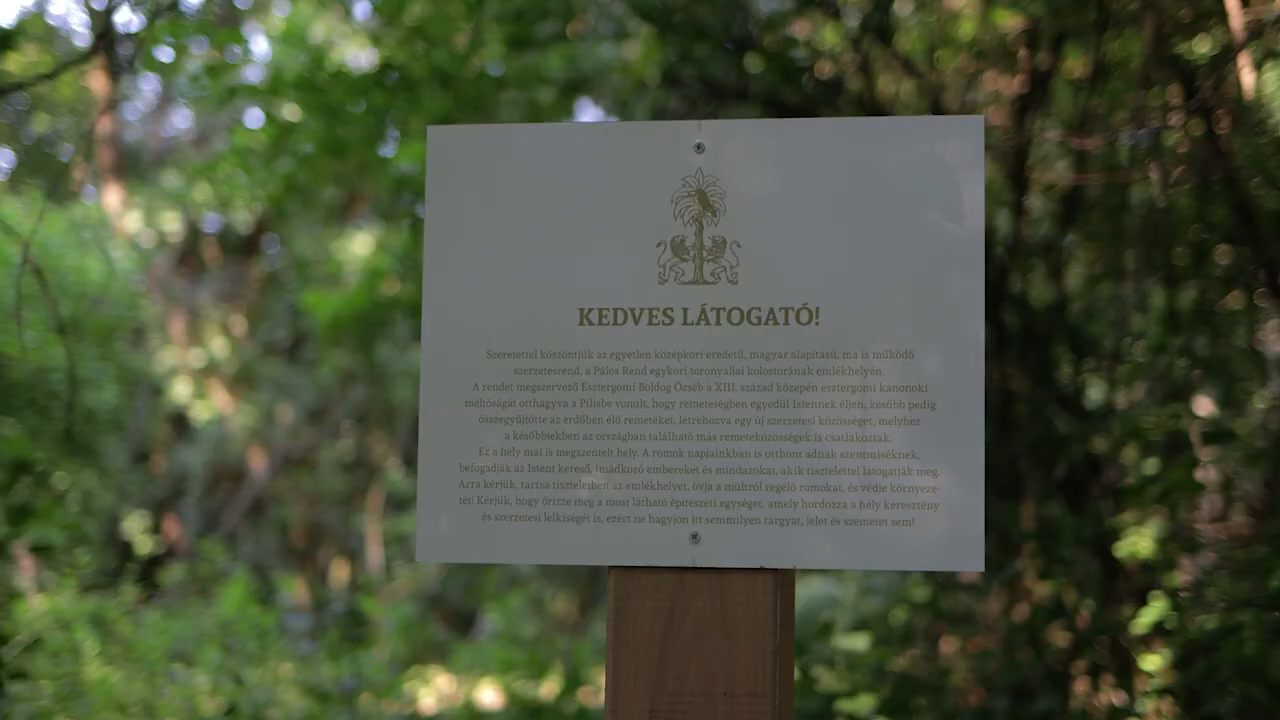 KEDVES LÁTOGATÓ!
Szeretettel köszöntjük az egyetlen középkori eredetű, magyar alapítású, ma is működő
szerzetesrend, a Pálos Rend egykori toronyaljai kolostorának emlékhelyén.
A rendet megszervező Esztergomi Boldog Özséb a XIII. század közepén esztergomi kanonoki
méltóságát otthagyva a Pilisbe vonult, hogy remeteségben egyedül Istennek éljen, később pedig
összegyűjtötte az erdőben élő remetéket, létrehozva egy új szerzetesi közösséget, melyhez
a későbbiekben az országban található más remeteközösségek is csatlakoztak.
Ez a hely mai is megszentelt hely. A romok napjainkban is otthont adnak szentmiséknek,
befogadják az Istent kereső, imádkozó embereket és mindazokat, akik tisztelettel látogatják meg.
Arra kérjük, tartsa tiszteletben az emlékhelyet, óvja a múltról regélő romokat, és védje környeze-
tét! Kérjük, hogy őrizze meg a most látható építészeti egységet, amely hordozza a hely keresztény
és szerzetesi lelkiségét is, ezért ne hagyjon itt semmilyen tárgyat, jelet és szemetet sem!